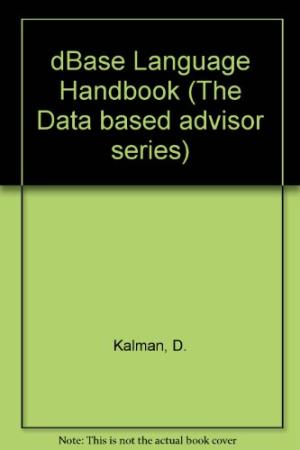 dBase Language
Handbook (The
Data based advisor
series)
Kalman, D.
Note: This is not the actual book cover